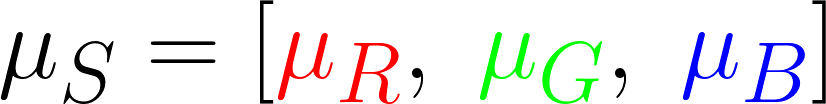 μ_S = [μ_R, μ_G, μ_B]